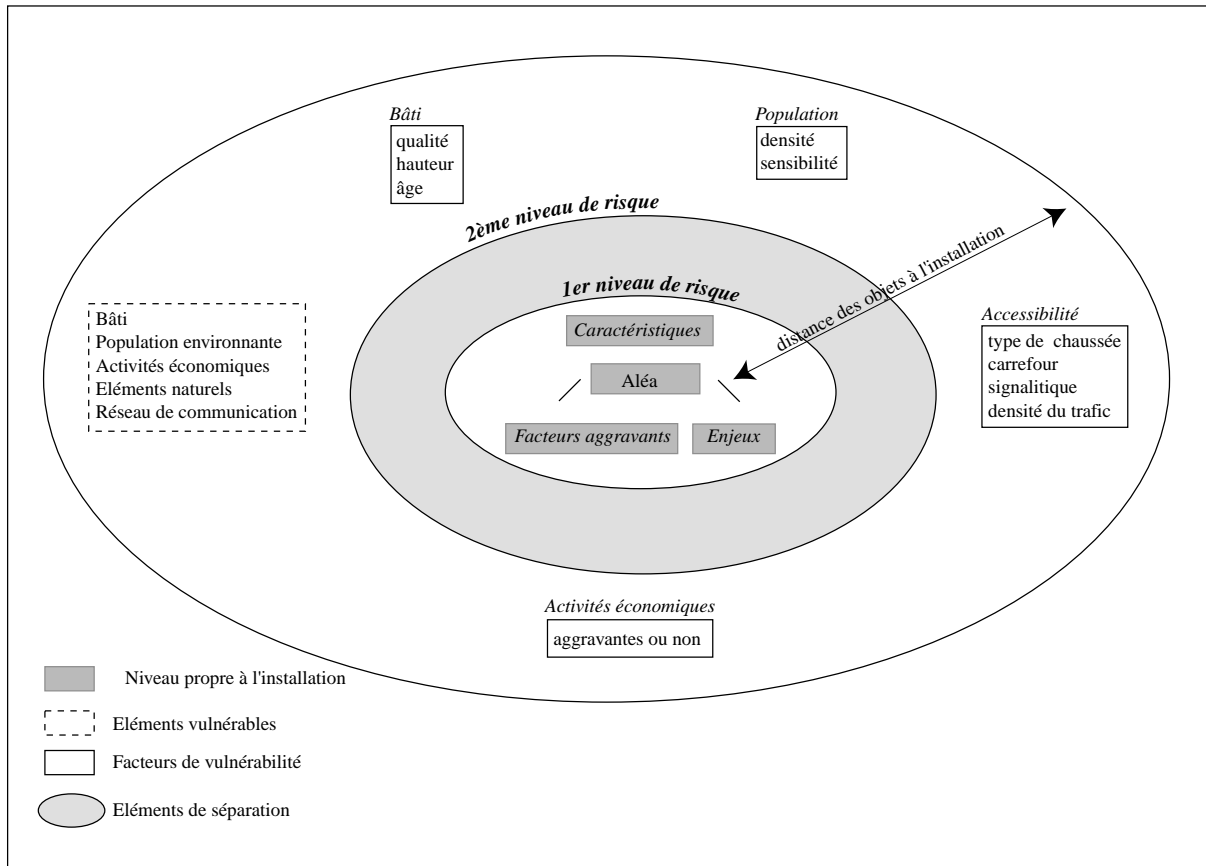 Bâti
qualité
hauteur
âge
Population
densité
sensibilité
2ème niveau de risque
1er niveau de risque
distance des objets à l'installation
Caractéristiques
Aléa
Facteurs aggravants
Enjeux
Bâti
Population environnante
Activités économiques
Eléments naturels
Réseau de communication
Accessibilité
type de chaussée
carrefour
signalitique
densité du trafic
Activités économiques
aggravantes ou non
Niveau propre à l'installation
Eléments vulnérables
Facteurs de vulnérabilité
Eléments de séparation